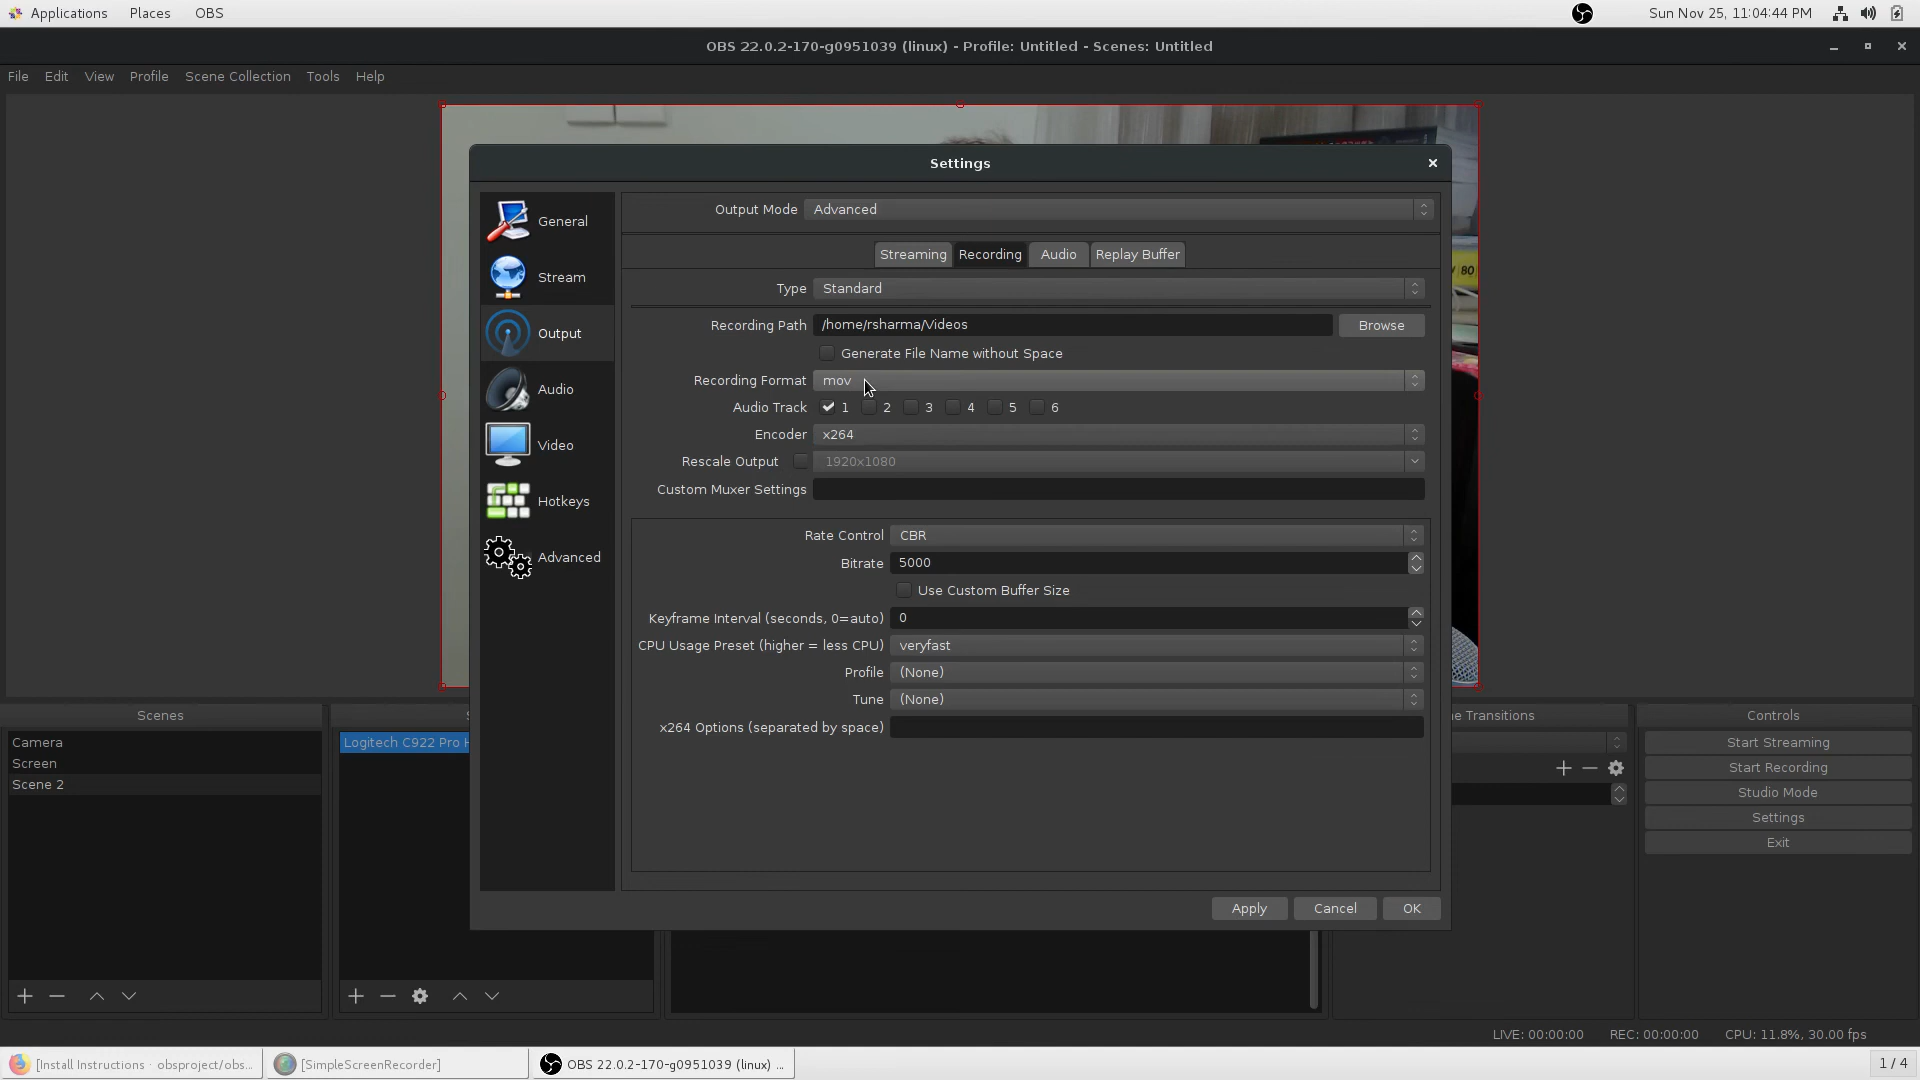 Applications Places OBS Sun Nov 25, 11:04:44 PM
OBS 22.0.2-170-g0951039 (linux) - Profile: Untitled - Scenes: Untitled
File Edit View Profile Scene Collection Tools Help
Settings
General
Stream
Output
Audio
Video
Hotkeys
Advanced
Output Mode Advanced
Streaming Recording Audio Replay Buffer
Type Standard
Recording Path /home/rsharma/Videos Browse
Generate File Name without Space
Recording Format mov
Audio Track 1 2 3 4 5 6
Encoder x264
Rescale Output 1920x1080
Custom Muxer Settings
Rate Control CBR
Bitrate 5000
Use Custom Buffer Size
Keyframe Interval (seconds, 0=auto) 0
CPU Usage Preset (higher = less CPU) veryfast
Profile (None)
Tune (None)
x264 Options (separated by space)
Apply Cancel OK
80
Scenes
Camera
Screen
Scene 2
Logitech C922 Pro H
e Transitions
Controls
Start Streaming
Start Recording
Studio Mode
Settings
Exit
LIVE: 00:00:00 REC: 00:00:00 CPU: 11.8%, 30.00 fps
[Install Instructions · obsproject/obs... [SimpleScreenRecorder] OBS 22.0.2-170-g0951039 (linux) ... 1 / 4